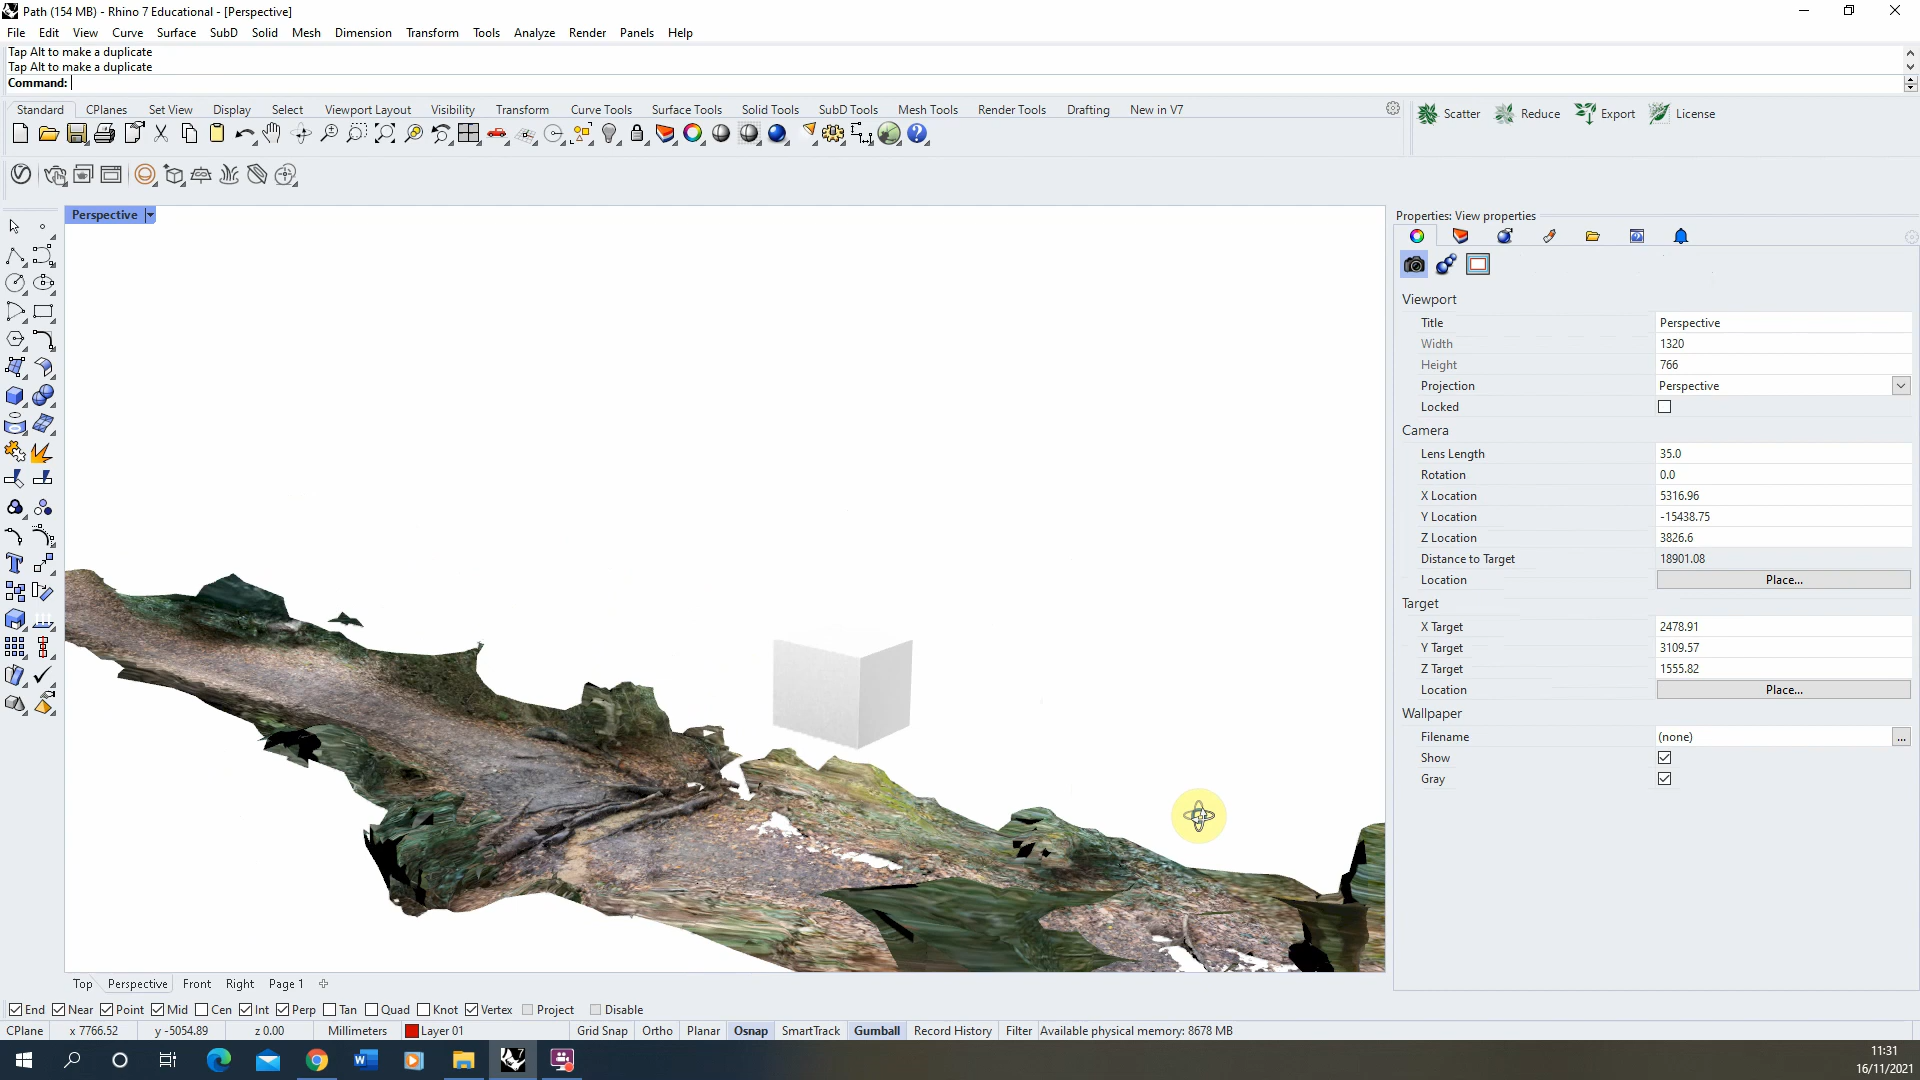 Path (154 MB) - Rhino 7 Educational - [Perspective]
File Edit View Curve Surface SubD Solid Mesh Dimension Transform Tools Analyze Render Panels Help
Tap Alt to make a duplicate
Tap Alt to make a duplicate
Command:
Standard CPlanes Set View Display Select Viewport Layout Visibility Transform Curve Tools Surface Tools Solid Tools SubD Tools Mesh Tools Render Tools Drafting New in V7
Scatter Reduce Export License
Perspective
Properties: View properties
Viewport
Title Perspective
Width 1320
Height 766
Projection Perspective
Locked
Camera
Lens Length 35.0
Rotation 0.0
X Location 5316.96
Y Location -15438.75
Z Location 3826.6
Distance to Target 18901.08
Location Place...
Target
X Target 2478.91
Y Target 3109.57
Z Target 1555.82
Location Place...
Wallpaper
Filename (none) ...
Show
Gray
Top Perspective Front Right Page 1
End Near Point Mid Cen Int Perp Tan Quad Knot Vertex Project Disable
CPlane x 7766.52 y -5054.89 z 0.00 Millimeters Layer 01 Grid Snap Ortho Planar Osnap SmartTrack Gumball Record History Filter Available physical memory: 8678 MB
11:31
16/11/2021